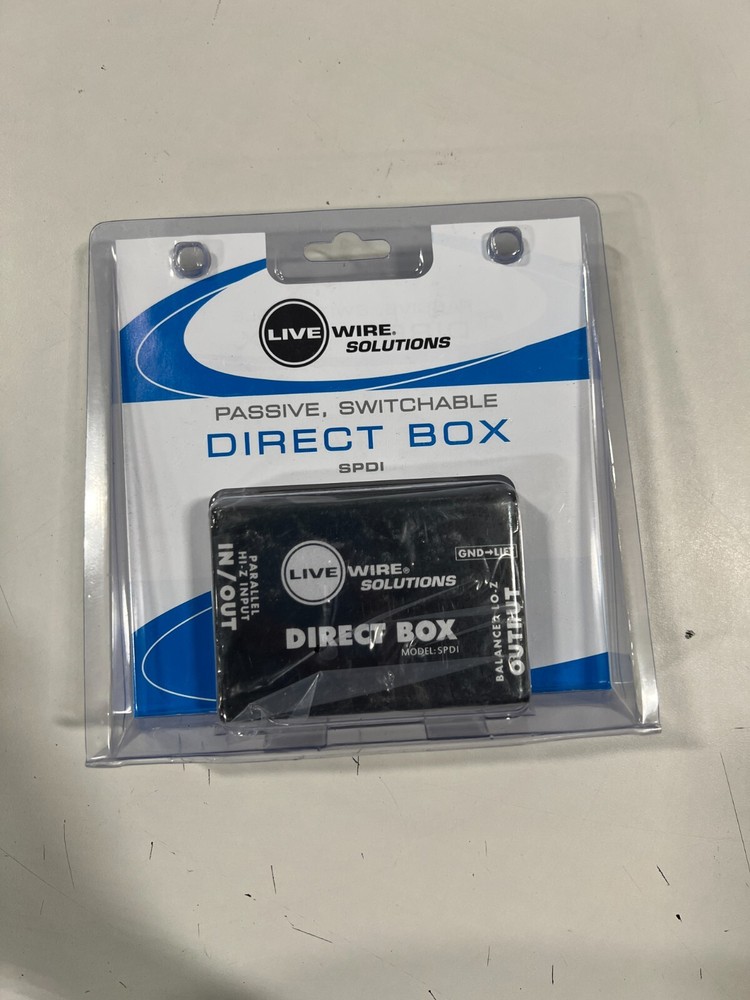 LIVE WIRE® SOLUTIONS
PASSIVE, SWITCHABLE
DIRECT BOX
SPDI
PARALLEL
HI-Z INPUT
IN/OUT
LIVE WIRE® SOLUTIONS
DIRECT BOX
MODEL: SPDI
GND→LIFT
BALANCED LO-Z
OUTPUT